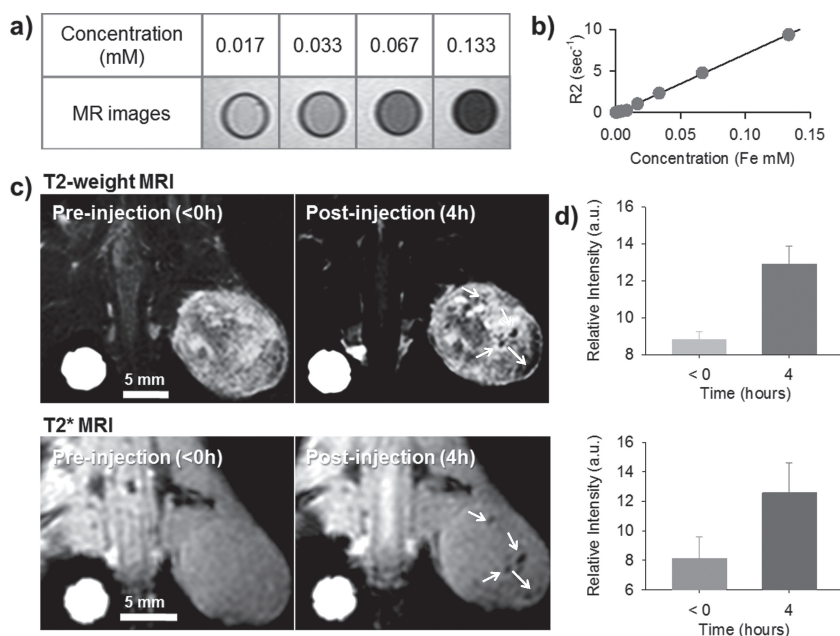 a)
Concentration
(mM)
0.017
0.033
0.067
0.133
MR images
b)
R2 (sec⁻¹)
10
5
0
0.00
0.05
0.10
0.15
Concentration (Fe mM)
c)
T2-weight MRI
Pre-injection (<0h)
Post-injection (4h)
5 mm
T2* MRI
Pre-injection (<0h)
Post-injection (4h)
5 mm
d)
Relative Intensity (a.u.)
16
14
12
10
8
< 0
4
Time (hours)
Relative Intensity (a.u.)
16
14
12
10
8
6
< 0
4
Time (hours)